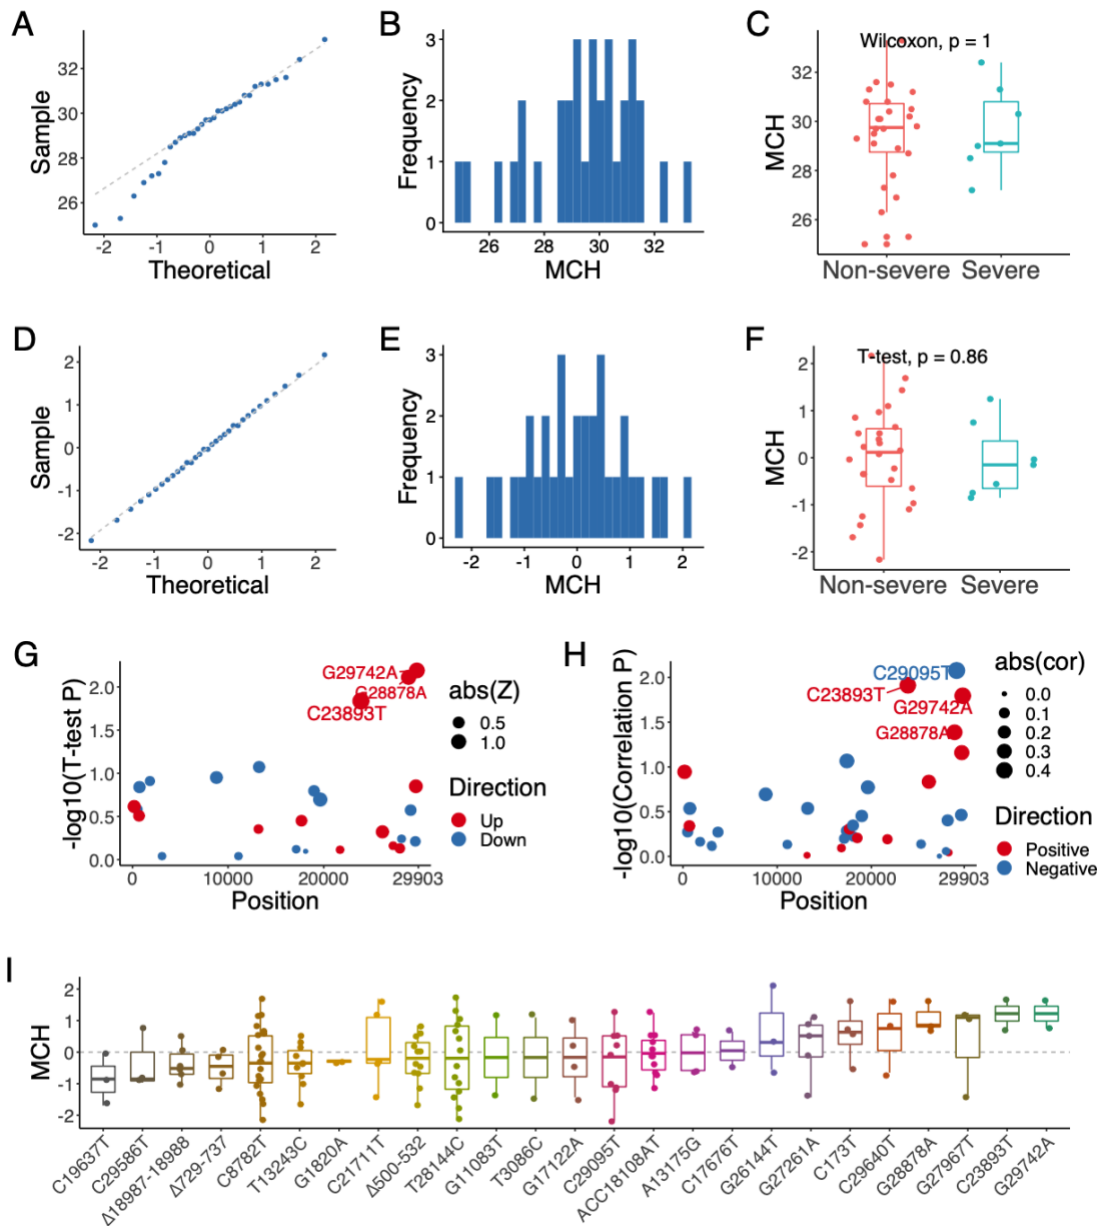 A
Sample
32
30
28
26
-2
-1
0
1
2
Theoretical
B
Frequency
3
2
1
0
26
28
30
32
MCH
C
Wilcoxon, p = 1
MCH
32
30
28
26
Non-severe
Severe
D
Sample
2
1
0
-1
-2
-2
-1
0
1
2
Theoretical
E
Frequency
3
2
1
0
-2
-1
0
1
2
MCH
F
T-test, p = 0.86
MCH
2
1
0
-1
-2
Non-severe
Severe
G
-log10(T-test P)
2.0
1.5
1.0
0.5
0.0
G29742A
G28878A
C23893T
0
10000
20000
29903
Position
abs(Z)
0.5
1.0
Direction
Up
Down
H
-log10(Correlation P)
2.0
1.5
1.0
0.5
0.0
C29095T
C23893T
G29742A
G28878A
0
10000
20000
29903
Position
abs(cor)
0.0
0.1
0.2
0.3
0.4
Direction
Positive
Negative
I
MCH
2
1
0
-1
-2
C19637T
C29586T
Δ18987-18988
Δ729-737
C8782T
T13243C
G1820A
C21711T
Δ500-532
T28144C
G11083T
T3086C
G17122A
C29095T
ACC18108AT
A13175G
C17676T
G26144T
G27261A
C173T
C29640T
G28878A
G27967T
C23893T
G29742A